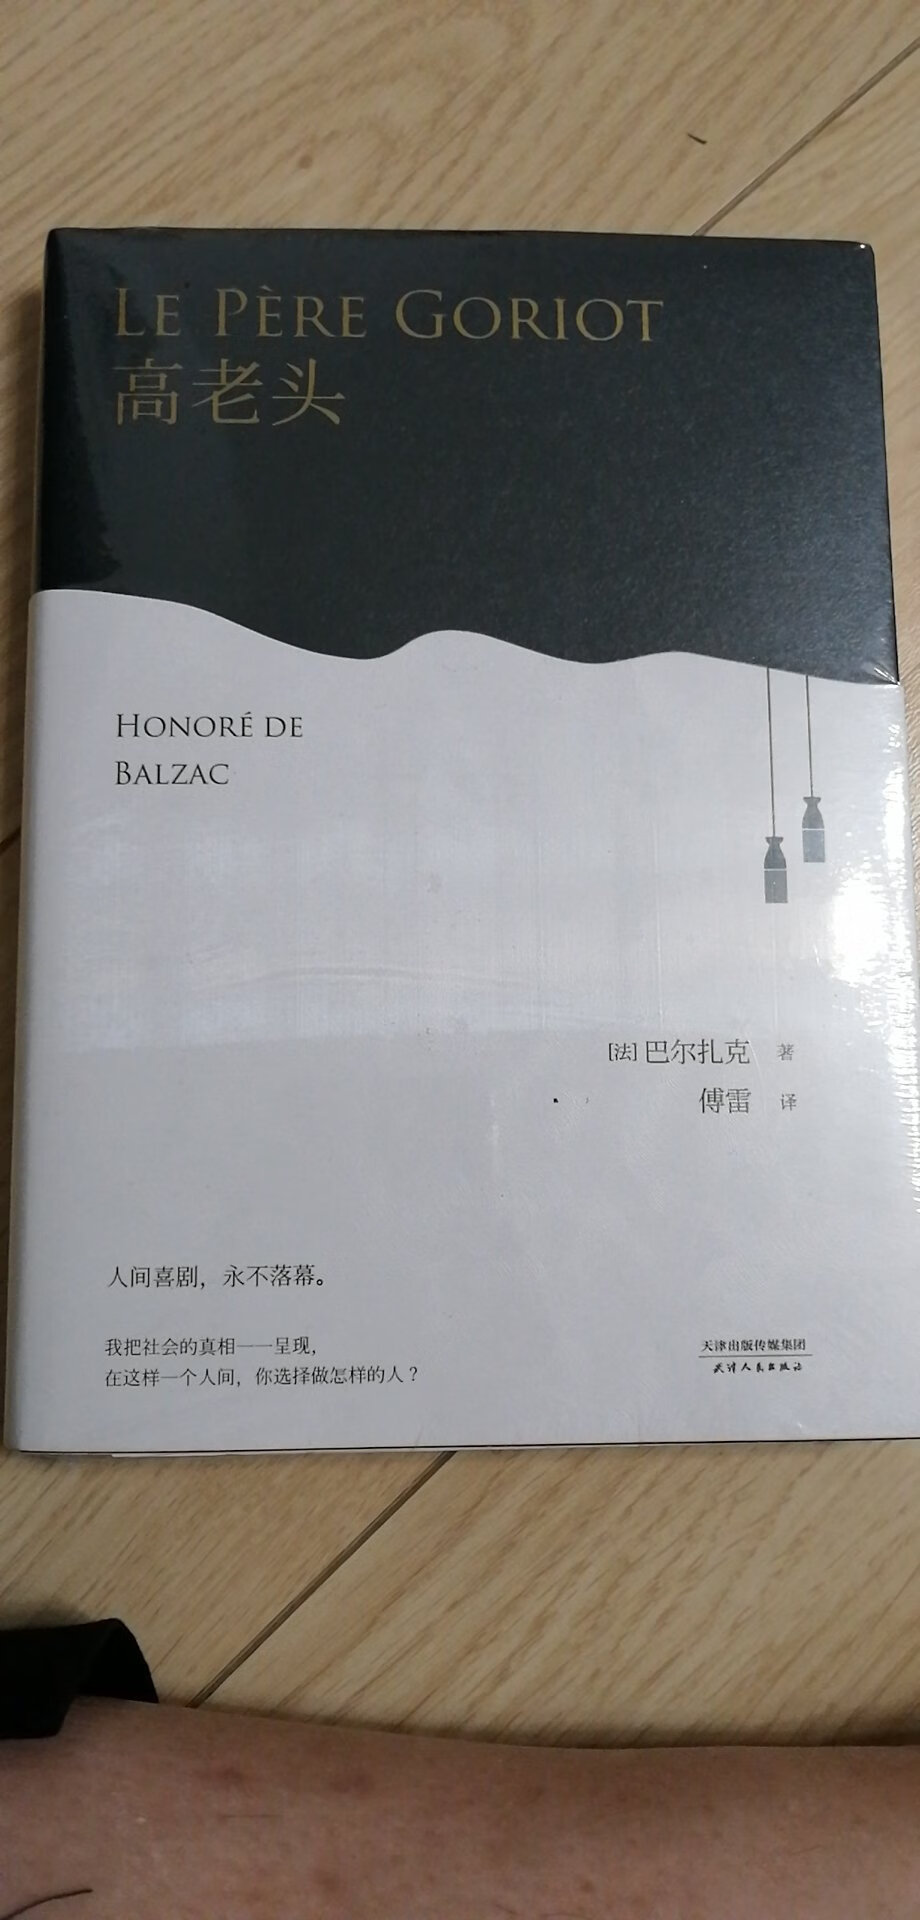 LE PÈRE GORIOT
高老头
HONORÉ DE
BALZAC
[法] 巴尔扎克 著
傅雷 译
人间喜剧，永不落幕。
我把社会的真相一一呈现，
在这样一个人间，你选择做怎样的人？
天津出版传媒集团
天津人民出版社